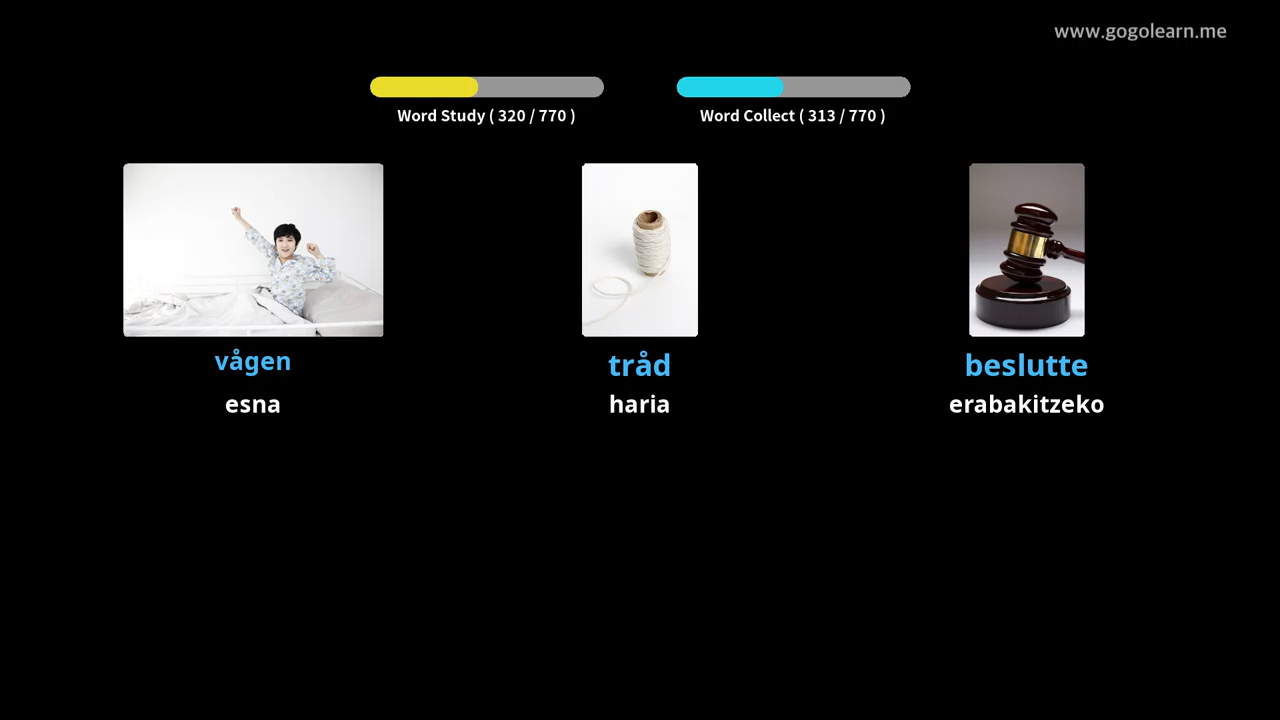 www.gogolearn.me
Word Study ( 320 / 770 )
Word Collect ( 313 / 770 )
vågen
tråd
beslutte
esna
haria
erabakitzeko